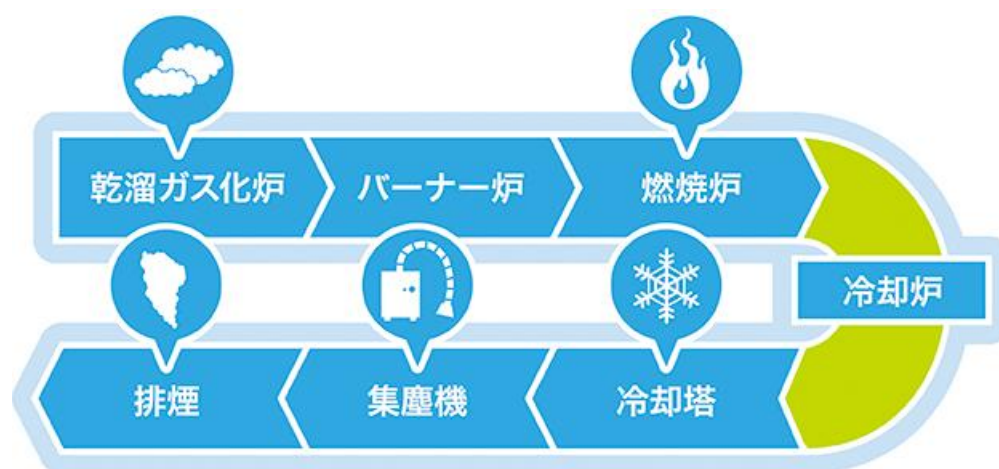 乾溜ガス化炉
バーナー炉
燃焼炉
冷却炉
冷却塔
集塵機
排煙